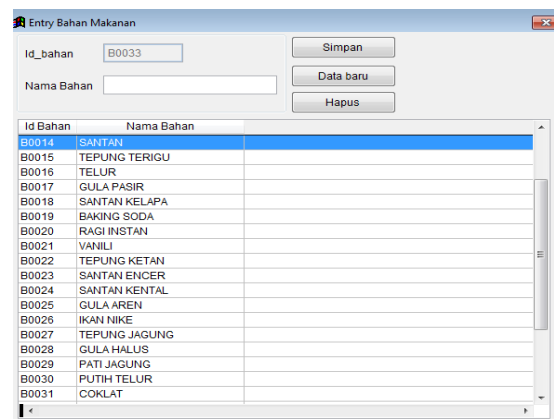 Entry Bahan Makanan
Id_bahan B0033 Simpan
Nama Bahan Data baru
Hapus
Id Bahan Nama Bahan
B0014 SANTAN
B0015 TEPUNG TERIGU
B0016 TELUR
B0017 GULA PASIR
B0018 SANTAN KELAPA
B0019 BAKING SODA
B0020 RAGI INSTAN
B0021 VANILI
B0022 TEPUNG KETAN
B0023 SANTAN ENCER
B0024 SANTAN KENTAL
B0025 GULA AREN
B0026 IKAN NIKE
B0027 TEPUNG JAGUNG
B0028 GULA HALUS
B0029 PATI JAGUNG
B0030 PUTIH TELUR
B0031 COKLAT